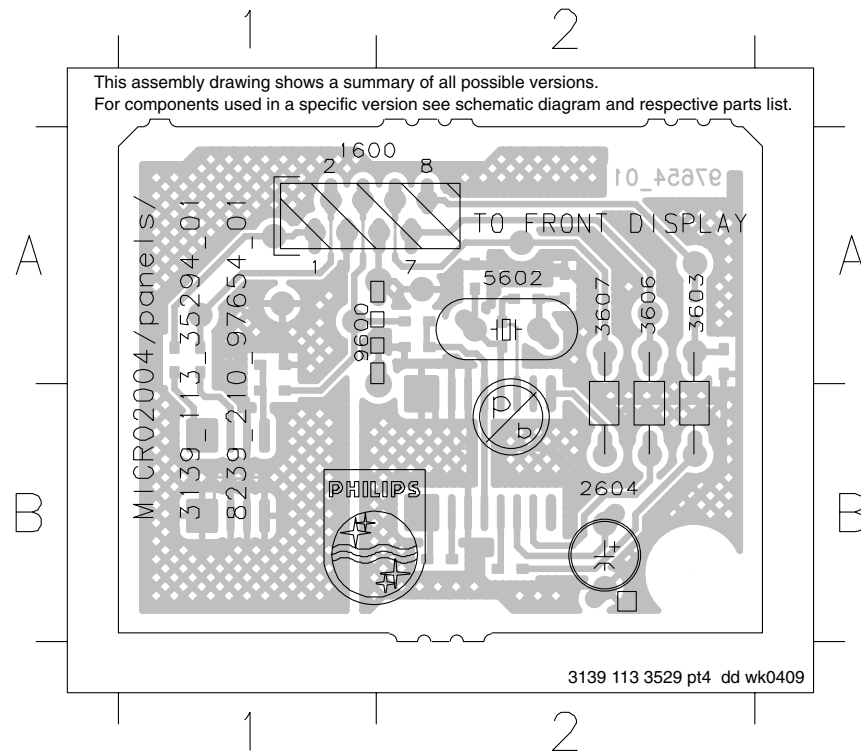 1 2
This assembly drawing shows a summary of all possible versions.
For components used in a specific version see schematic diagram and respective parts list.
1600
2 8
97654_01
TO FRONT DISPLAY
A A
1 7
5602
3607
3606
3603
9600
MICRO2004/panels/
3139_113_35294_01
8239_210_97654_01
p
b
2604
B B
PHILIPS
+
3139 113 3529 pt4 dd wk0409
1 2